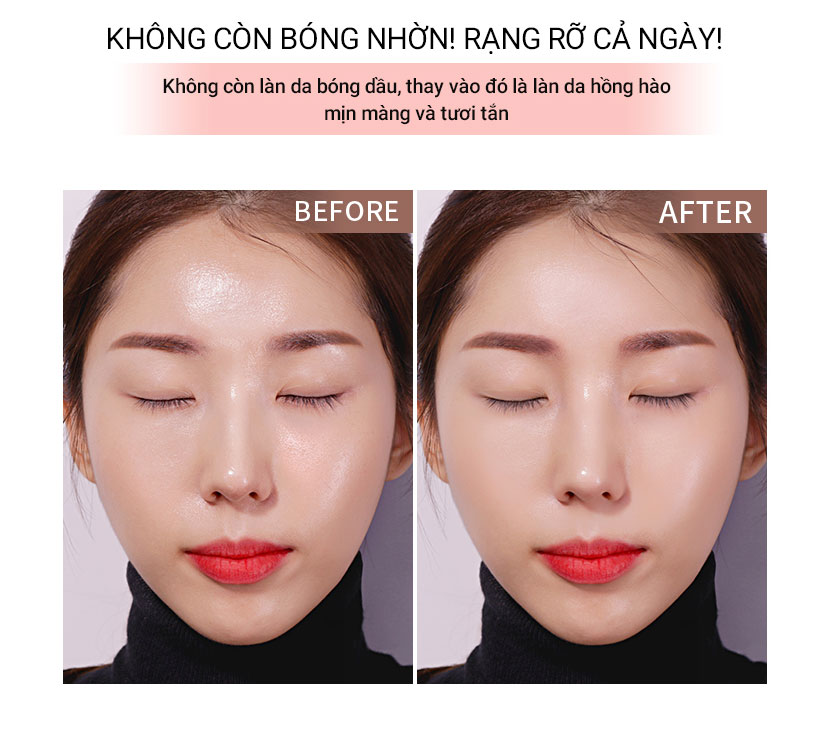 KHÔNG CÒN BÓNG NHỜN! RẠNG RỠ CẢ NGÀY!
Không còn làn da bóng dầu, thay vào đó là làn da hồng hào
mịn màng và tươi tắn
BEFORE
AFTER